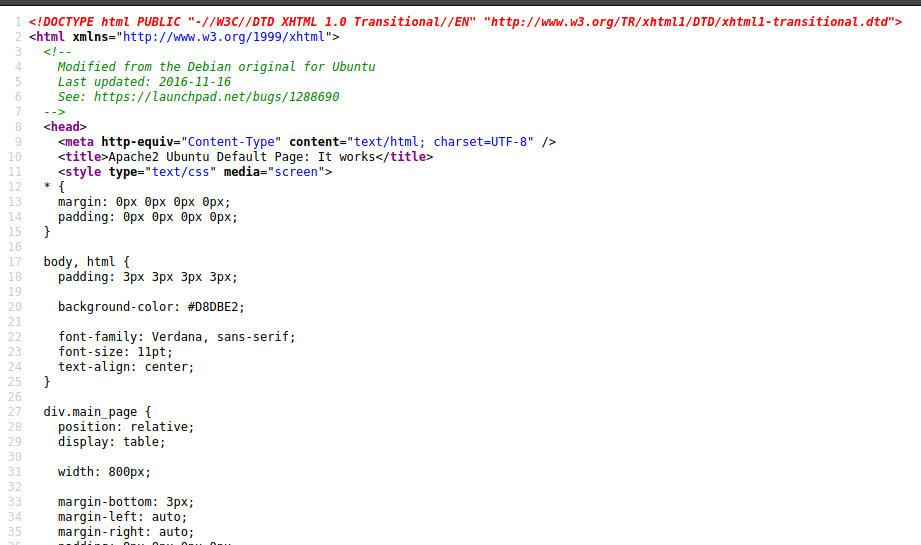 1 <!DOCTYPE html PUBLIC "-//W3C//DTD XHTML 1.0 Transitional//EN" "http://www.w3.org/TR/xhtml1/DTD/xhtml1-transitional.dtd">
2 <html xmlns="http://www.w3.org/1999/xhtml">
3   <!--
4     Modified from the Debian original for Ubuntu
5     Last updated: 2016-11-16
6     See: https://launchpad.net/bugs/1288690
7   -->
8   <head>
9     <meta http-equiv="Content-Type" content="text/html; charset=UTF-8" />
10     <title>Apache2 Ubuntu Default Page: It works</title>
11     <style type="text/css" media="screen">
12   * {
13     margin: 0px 0px 0px 0px;
14     padding: 0px 0px 0px 0px;
15   }
16
17   body, html {
18     padding: 3px 3px 3px 3px;
19
20     background-color: #D8DBE2;
21
22     font-family: Verdana, sans-serif;
23     font-size: 11pt;
24     text-align: center;
25   }
26
27   div.main_page {
28     position: relative;
29     display: table;
30
31     width: 800px;
32
33     margin-bottom: 3px;
34     margin-left: auto;
35     margin-right: auto;